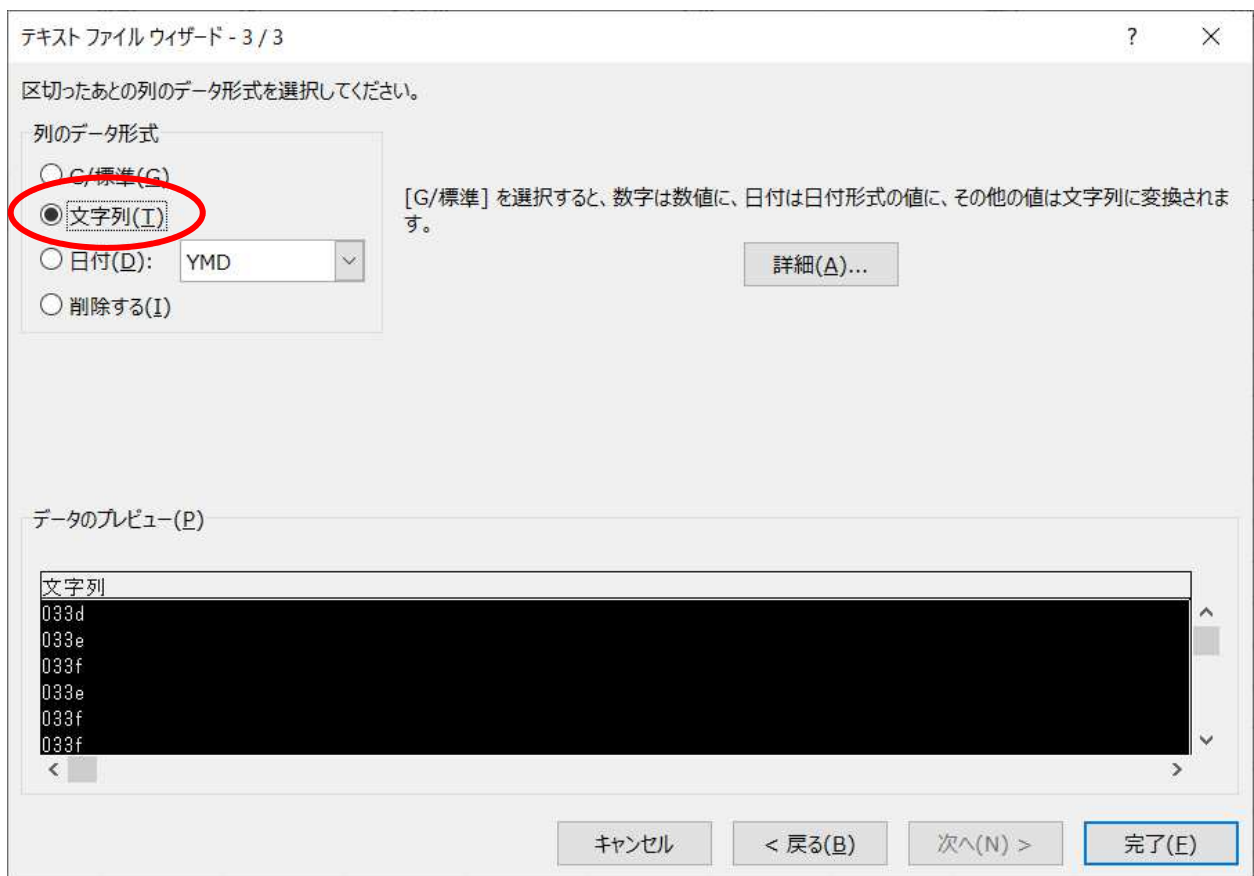 テキスト ファイル ウィザード - 3 / 3
? ×
区切ったあとの列のデータ形式を選択してください。
列のデータ形式
G/標準(G)
文字列(T)
日付(D): YMD
削除する(I)
[G/標準] を選択すると、数字は数値に、日付は日付形式の値に、その他の値は文字列に変換されま
す。
詳細(A)...
データのプレビュー(P)
文字列
033d
033e
033f
033e
033f
033f
キャンセル
< 戻る(B)
次へ(N) >
完了(F)